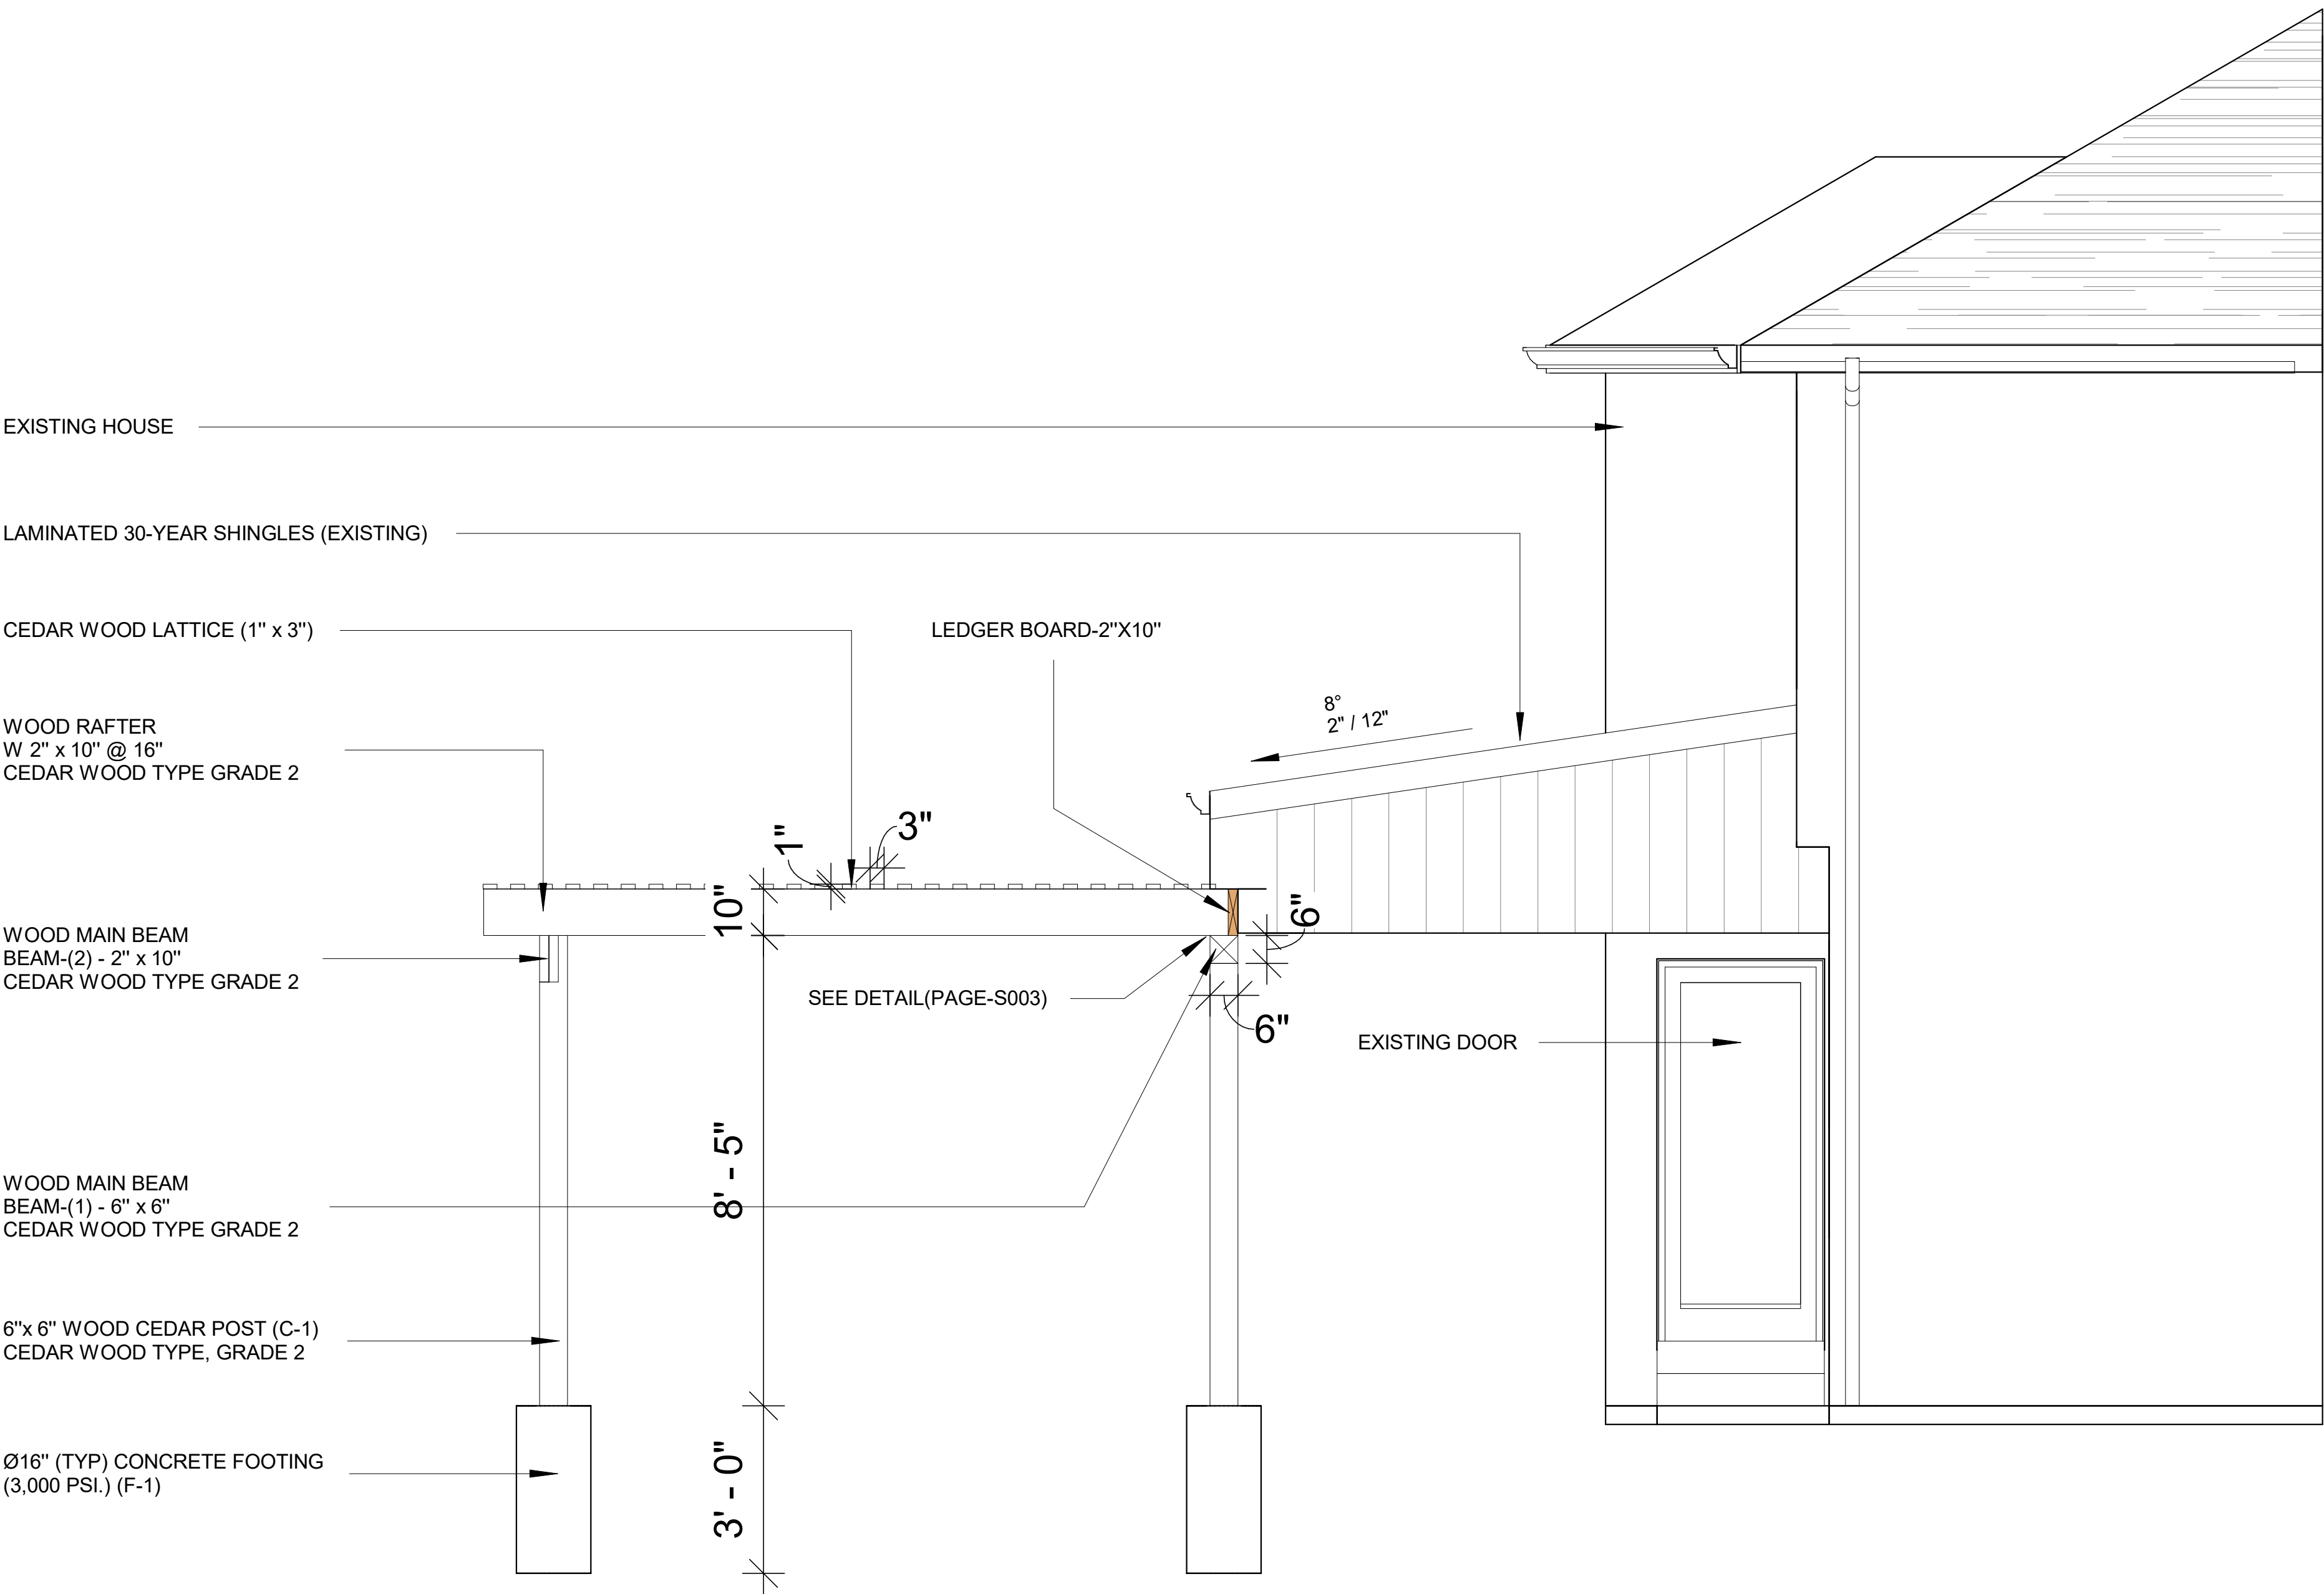 EXISTING HOUSE
LAMINATED 30-YEAR SHINGLES (EXISTING)
CEDAR WOOD LATTICE (1" x 3")
LEDGER BOARD-2"X10"
8°
2" / 12"
WOOD RAFTER
W 2" x 10" @ 16"
CEDAR WOOD TYPE GRADE 2
1"
3"
10"
6"
WOOD MAIN BEAM
BEAM-(2) - 2" x 10"
CEDAR WOOD TYPE GRADE 2
SEE DETAIL(PAGE-S003)
6"
EXISTING DOOR
8' - 5"
WOOD MAIN BEAM
BEAM-(1) - 6" x 6"
CEDAR WOOD TYPE GRADE 2
6"x 6" WOOD CEDAR POST (C-1)
CEDAR WOOD TYPE, GRADE 2
Ø16" (TYP) CONCRETE FOOTING
(3,000 PSI.) (F-1)
3' - 0"